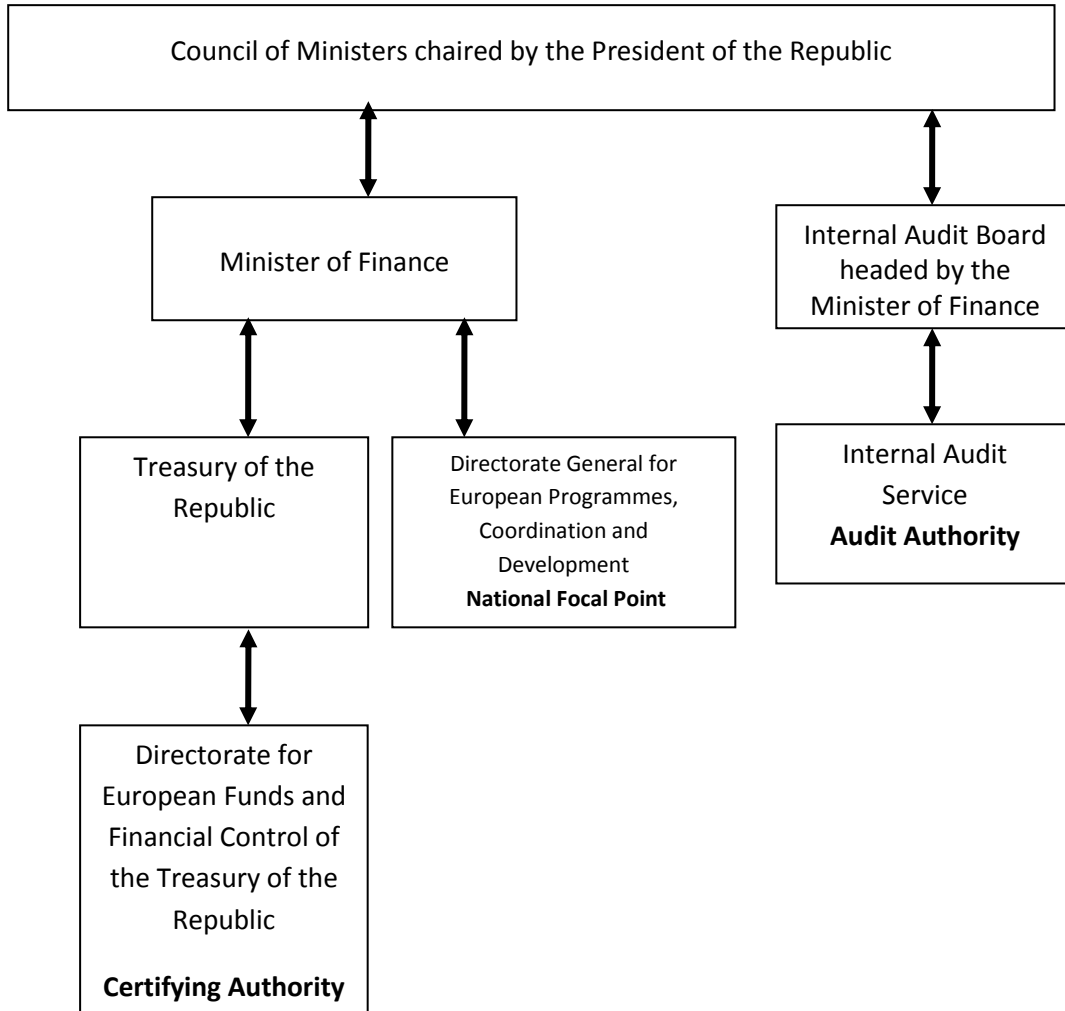 Council of Ministers chaired by the President of the Republic
Minister of Finance
Internal Audit Board
headed by the
Minister of Finance
Treasury of the
Republic
Directorate General for
European Programmes,
Coordination and
Development
National Focal Point
Internal Audit
Service
Audit Authority
Directorate for
European Funds and
Financial Control of
the Treasury of the
Republic
Certifying Authority